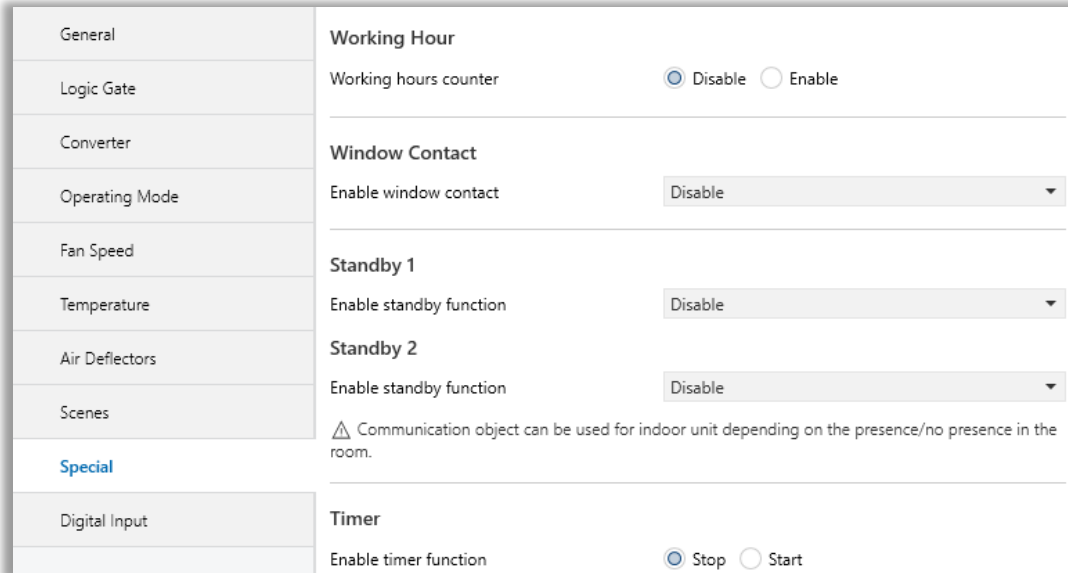 General
Logic Gate
Converter
Operating Mode
Fan Speed
Temperature
Air Deflectors
Scenes
Special
Digital Input
Working Hour
Working hours counter Disable Enable
Window Contact
Enable window contact Disable
Standby 1
Enable standby function Disable
Standby 2
Enable standby function Disable
Communication object can be used for indoor unit depending on the presence/no presence in the
room.
Timer
Enable timer function Stop Start